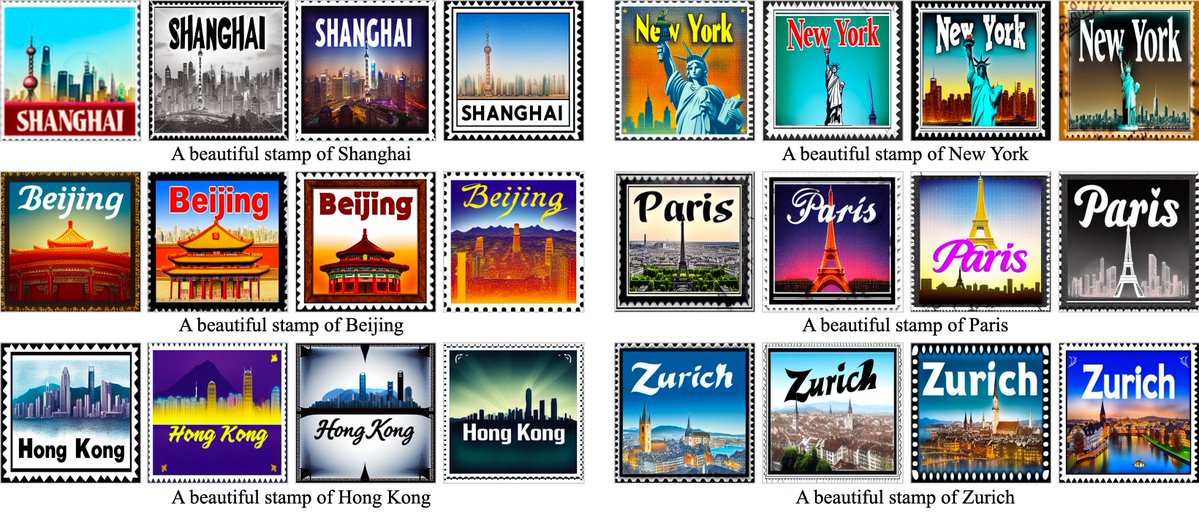 SHANGHAI
SHANGHAI
SHANGHAI
SHANGHAI
A beautiful stamp of Shanghai
New York
New York
New York
New York
A beautiful stamp of New York
Beijing
Beijing
Beijing
Beijing
A beautiful stamp of Beijing
Paris
Paris
Paris
Paris
A beautiful stamp of Paris
Hong Kong
Hong Kong
Hong Kong
Hong Kong
A beautiful stamp of Hong Kong
Zurich
Zurich
Zurich
Zurich
A beautiful stamp of Zurich